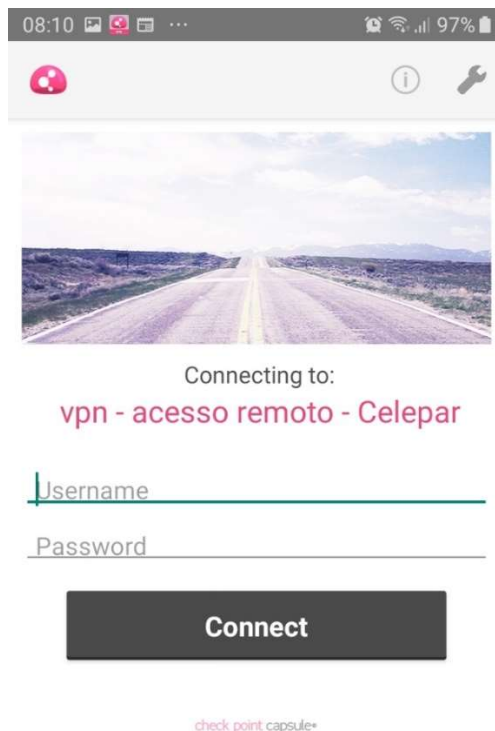 08:10 ... 97%
Connecting to:
vpn - acesso remoto - Celepar
Username
Password
Connect
check point capsule